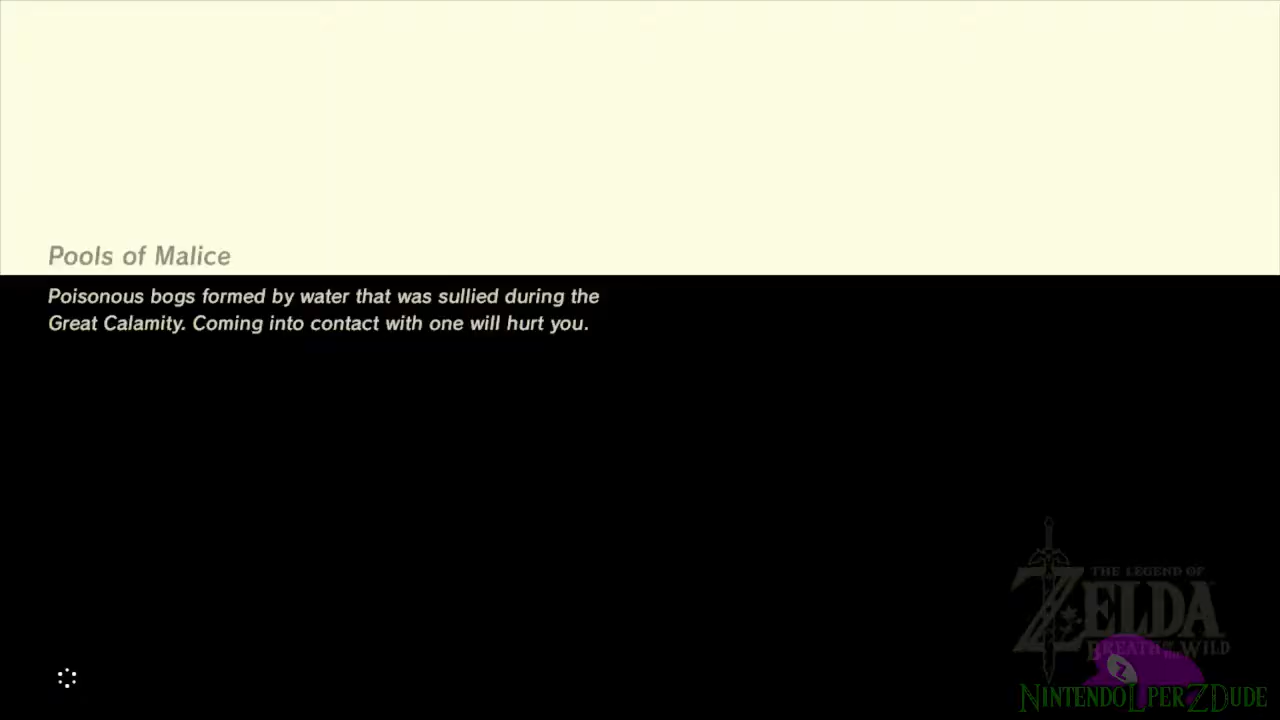 Pools of Malice
Poisonous bogs formed by water that was sullied during the
Great Calamity. Coming into contact with one will hurt you.
THE LEGEND OF
ZELDA
BREATH OF THE WILD
Z
NINTENDOLPERZDUDE